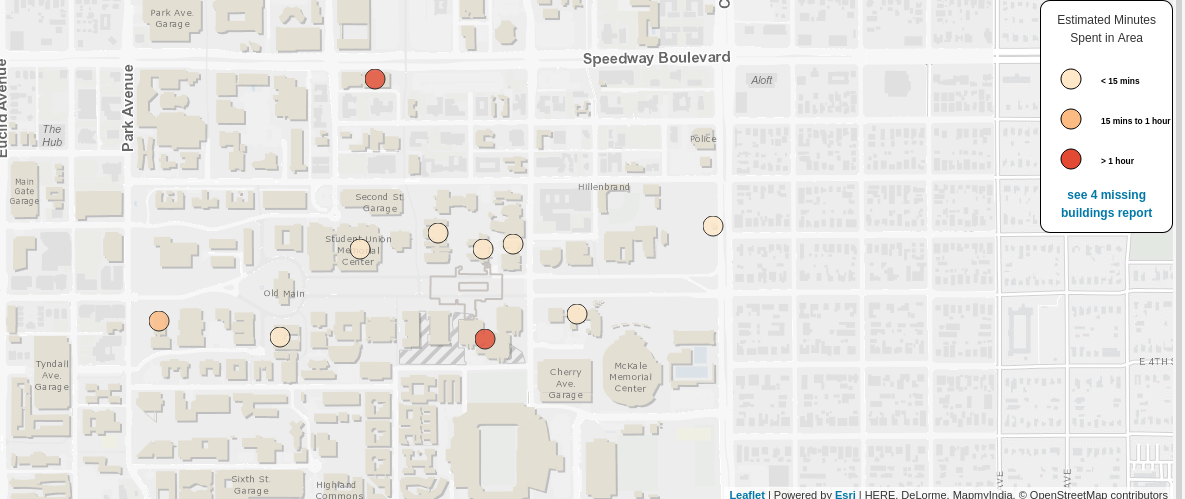 Park Ave.
Garage
Speedway Boulevard
Euclid Avenue
Park Avenue
C
Aloft
The
Hub
Police
Main
Gate
Garage
Hillenbrand
Second St.
Garage
Student Union
Memorial
Center
Old Main
Tyndall
Ave.
Garage
Cherry
Ave.
Garage
McKale
Memorial
Center
E 4TH S
Sixth St.
Garage
Highland
Commons
AVE
AVE
Estimated Minutes
Spent in Area
< 15 mins
15 mins to 1 hour
> 1 hour
see 4 missing
buildings report
Leaflet | Powered by Esri | HERE, DeLorme, MapmyIndia, © OpenStreetMap contributors